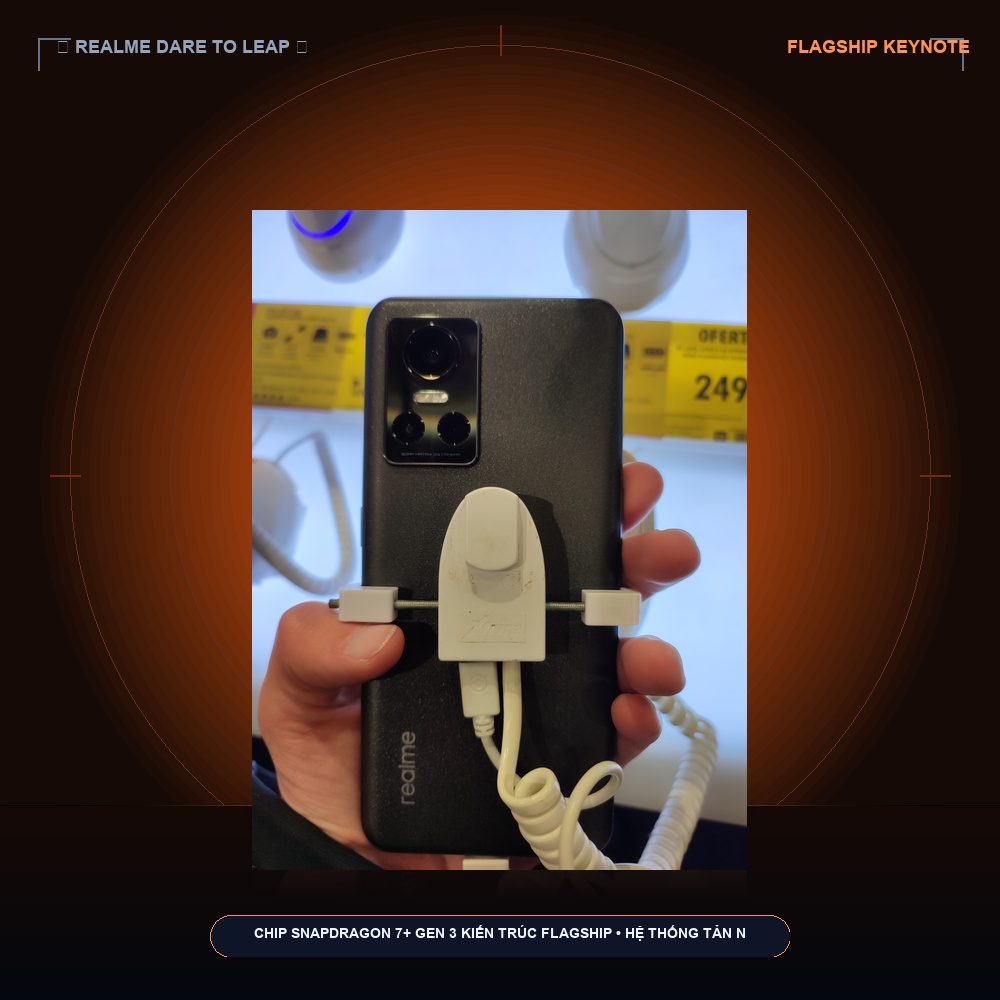 REALME DARE TO LEAP
FLAGSHIP KEYNOTE
OFERT
249
realme
CHIP SNAPDRAGON 7+ GEN 3 KIẾN TRÚC FLAGSHIP • HỆ THỐNG TẢN N